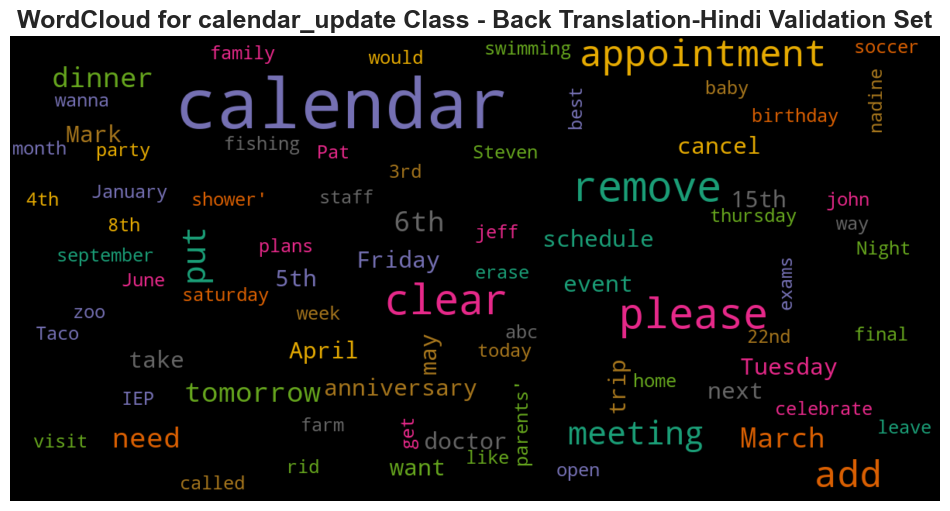 WordCloud for calendar_update Class - Back Translation-Hindi Validation Set
family would swimming appointment soccer
dinner calendar best baby nadine
wanna birthday
Mark fishing cancel
month party Pat Steven
3rd
4th January shower' staff remove 15th john
8th 6th thursday way
put plans jeff schedule Night
september Friday
June 5th erase event exams
saturday clear
zoo week please
Taco abc 22nd final
take April may today Tuesday
IEP tomorrow anniversary trip home next
celebrate
farm get parents' leave
visit need doctor meeting March
rid want like open add
called